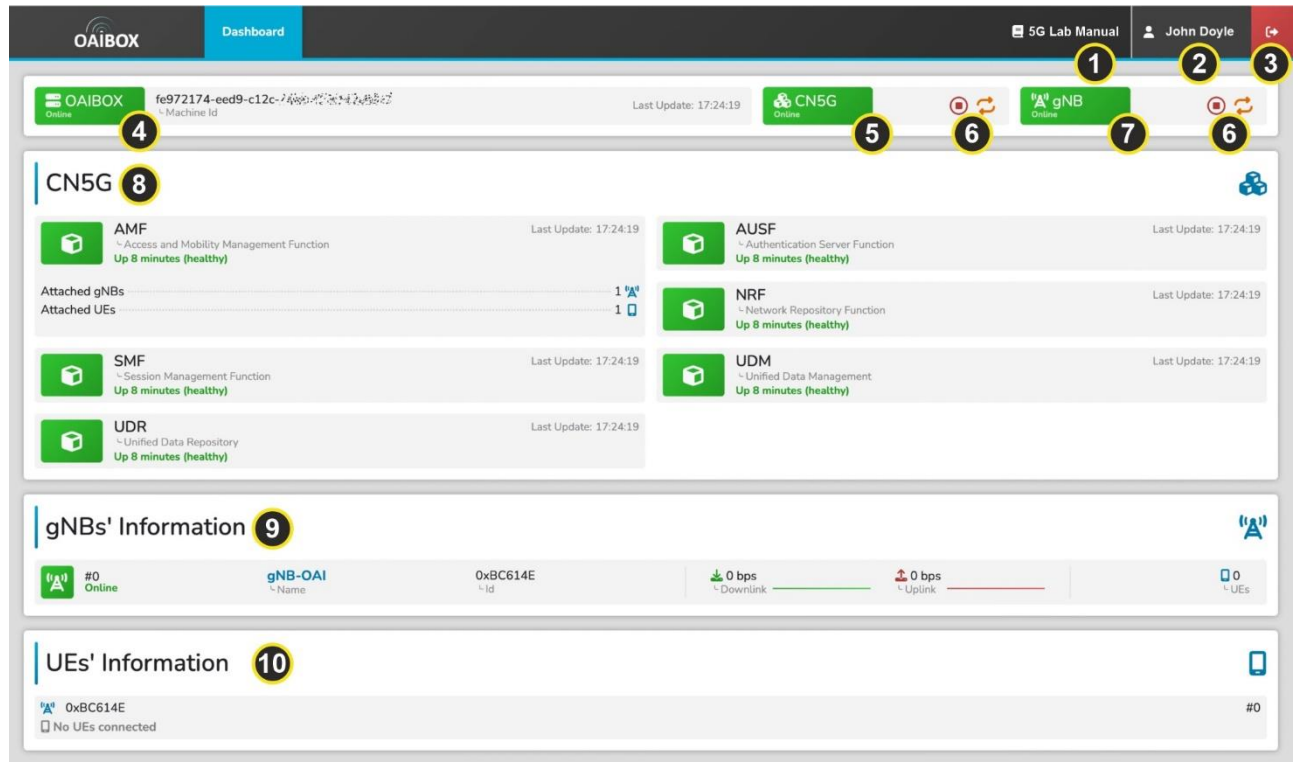 OAIBOX Dashboard 5G Lab Manual John Doyle
1 2 3
OAIBOX fe972174-eed9-c12c- Last Update: 17:24:19 CN5G gNB
Online Machine Id Online Online
4 5 6 7 6
CN5G 8
AMF Last Update: 17:24:19
Access and Mobility Management Function
Up 8 minutes (healthy)
Attached gNBs 1
Attached UEs 1
AUSF Last Update: 17:24:19
Authentication Server Function
Up 8 minutes (healthy)
NRF Last Update: 17:24:19
Network Repository Function
Up 8 minutes (healthy)
SMF Last Update: 17:24:19
Session Management Function
Up 8 minutes (healthy)
UDM Last Update: 17:24:19
Unified Data Management
Up 8 minutes (healthy)
UDR Last Update: 17:24:19
Unified Data Repository
Up 8 minutes (healthy)
gNBs' Information 9
#0 gNB-OAI 0xBC614E 0 bps 0 bps 0
Online Name Id Downlink Uplink UEs
UEs' Information 10
0xBC614E #0
No UEs connected